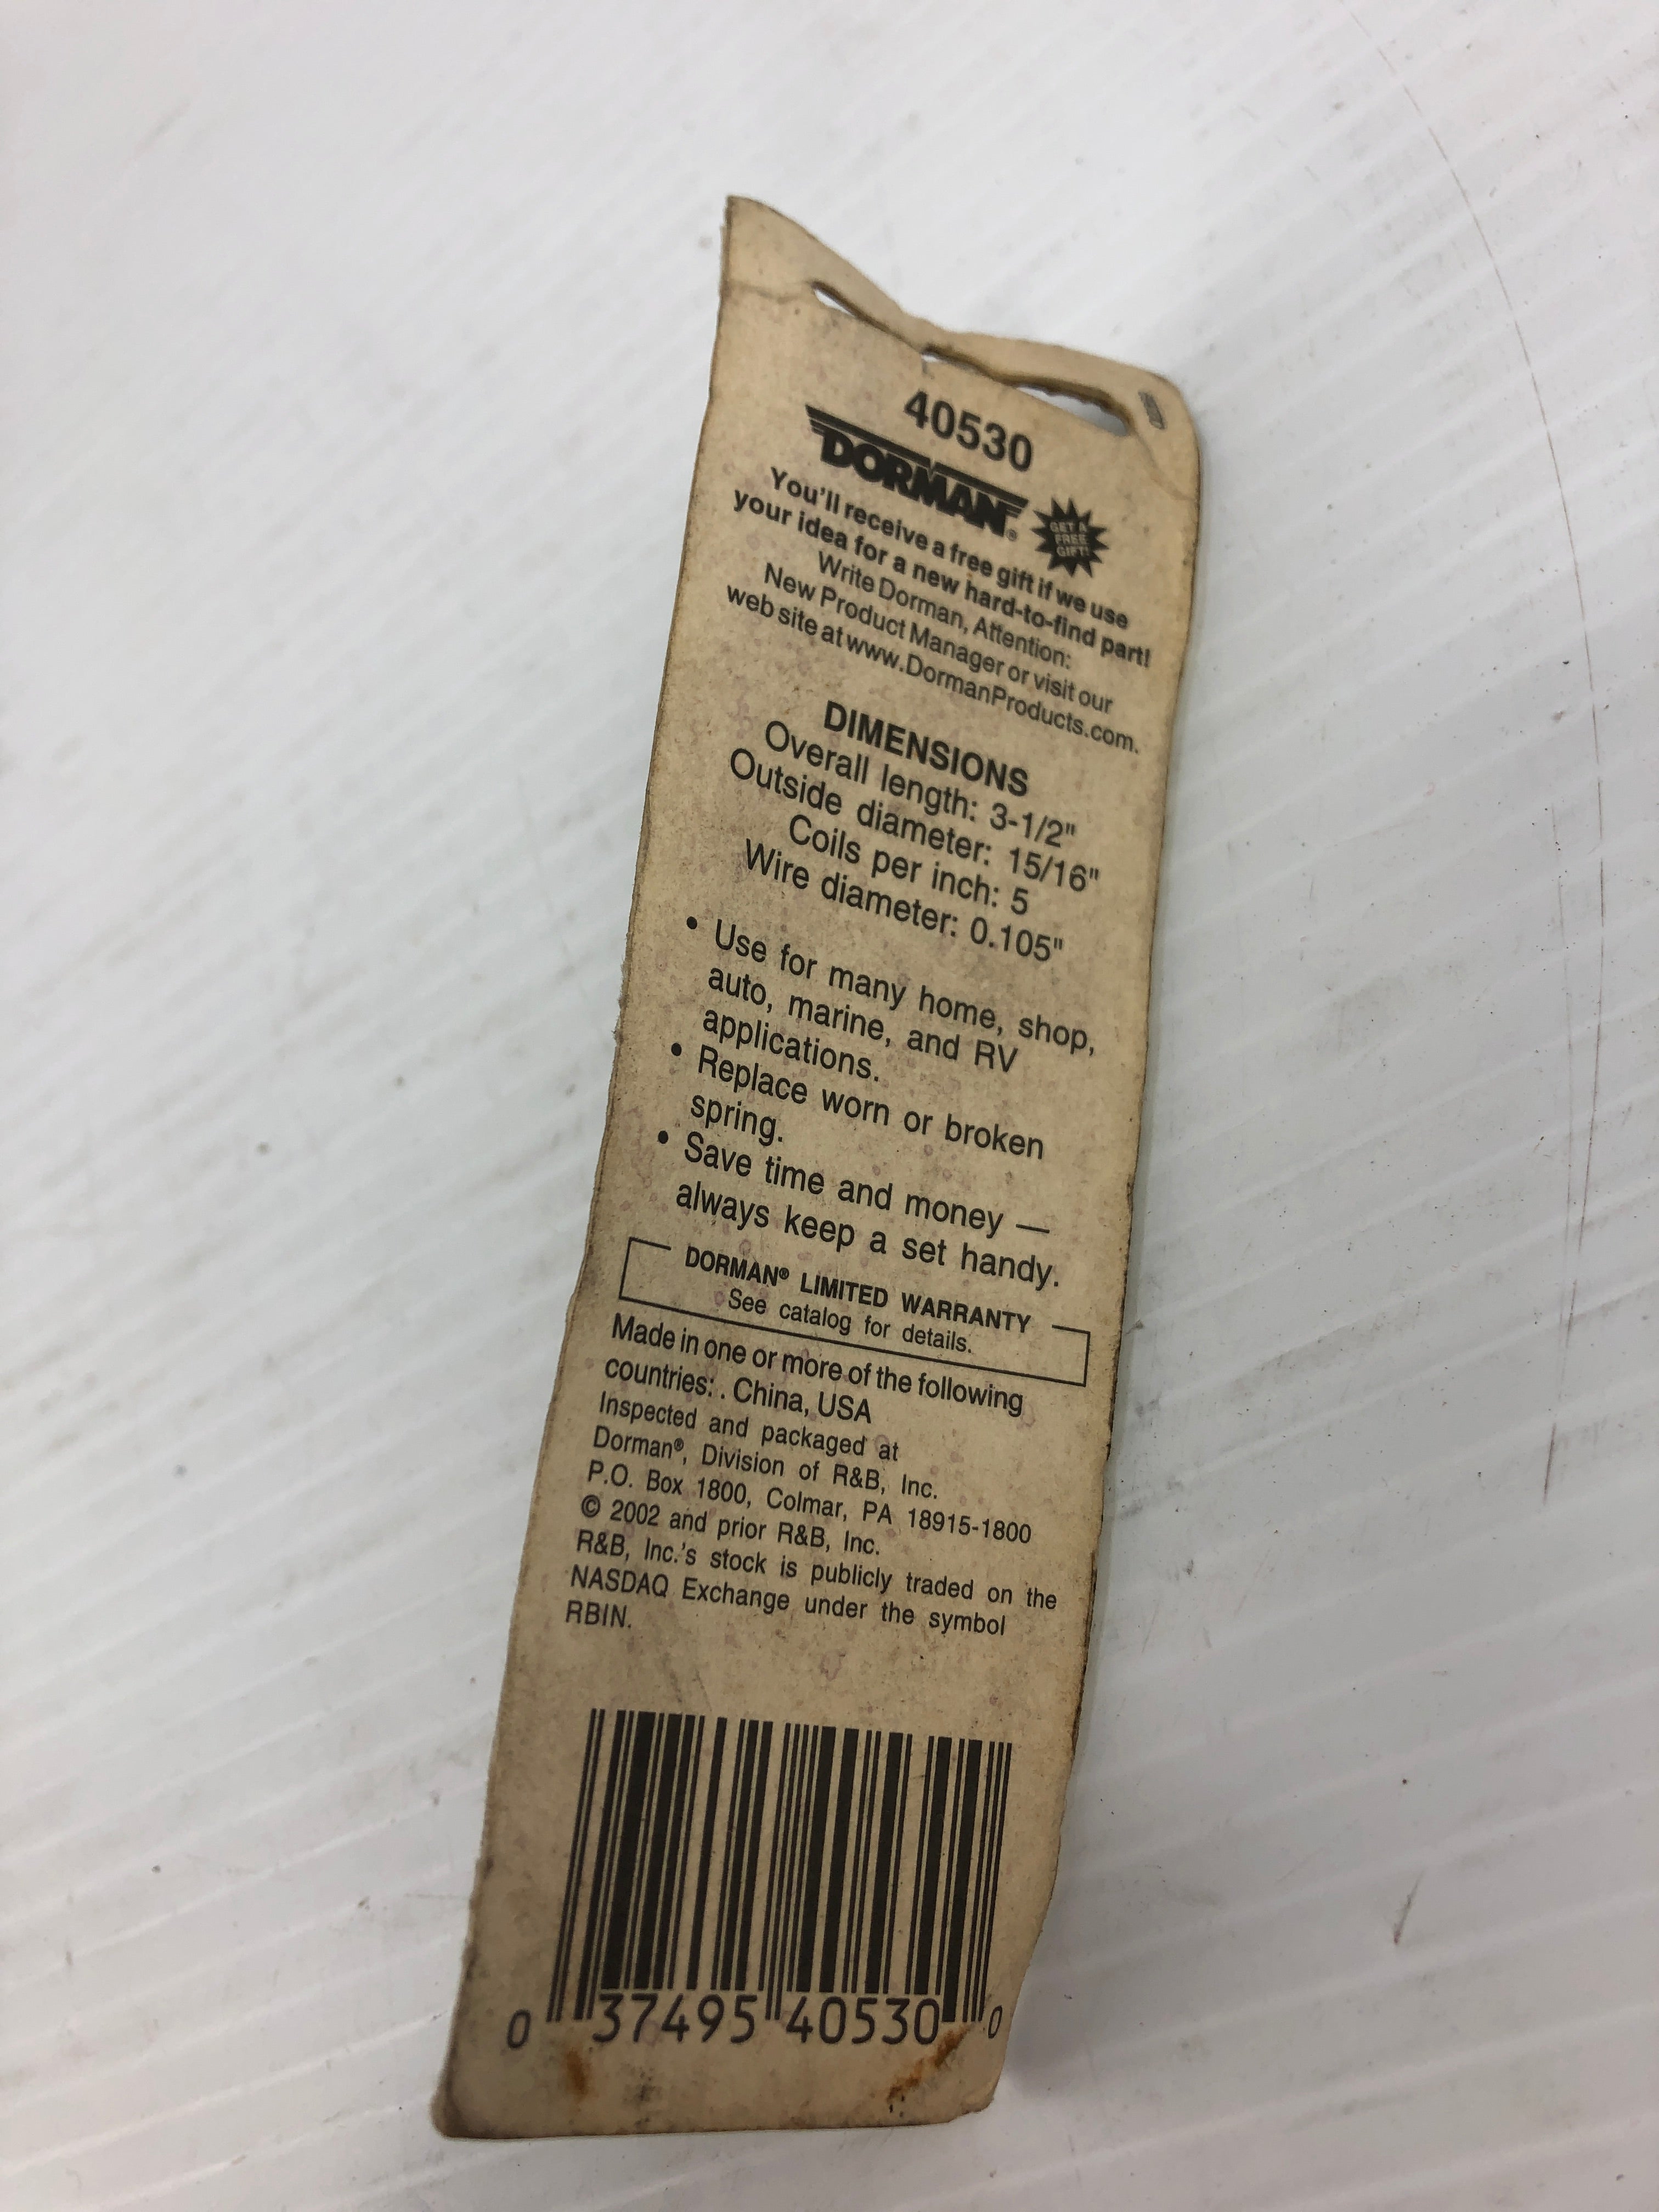 40530
DORMAN®
GET A
FREE
GIFT!
You'll receive a free gift if we use
your idea for a new hard-to-find part!
Write Dorman, Attention:
New Product Manager or visit our
web site at www.DormanProducts.com.
DIMENSIONS
Overall length: 3-1/2"
Outside diameter: 15/16"
Coils per inch: 5
Wire diameter: 0.105"
• Use for many home, shop,
auto, marine, and RV
applications.
• Replace worn or broken
spring.
• Save time and money —
always keep a set handy.
DORMAN® LIMITED WARRANTY
See catalog for details.
Made in one or more of the following
countries: . China, USA
Inspected and packaged at
Dorman®, Division of R&B, Inc.
P.O. Box 1800, Colmar, PA 18915-1800
© 2002 and prior R&B, Inc.
R&B, Inc.'s stock is publicly traded on the
NASDAQ Exchange under the symbol
RBIN.
0 37495 40530 0